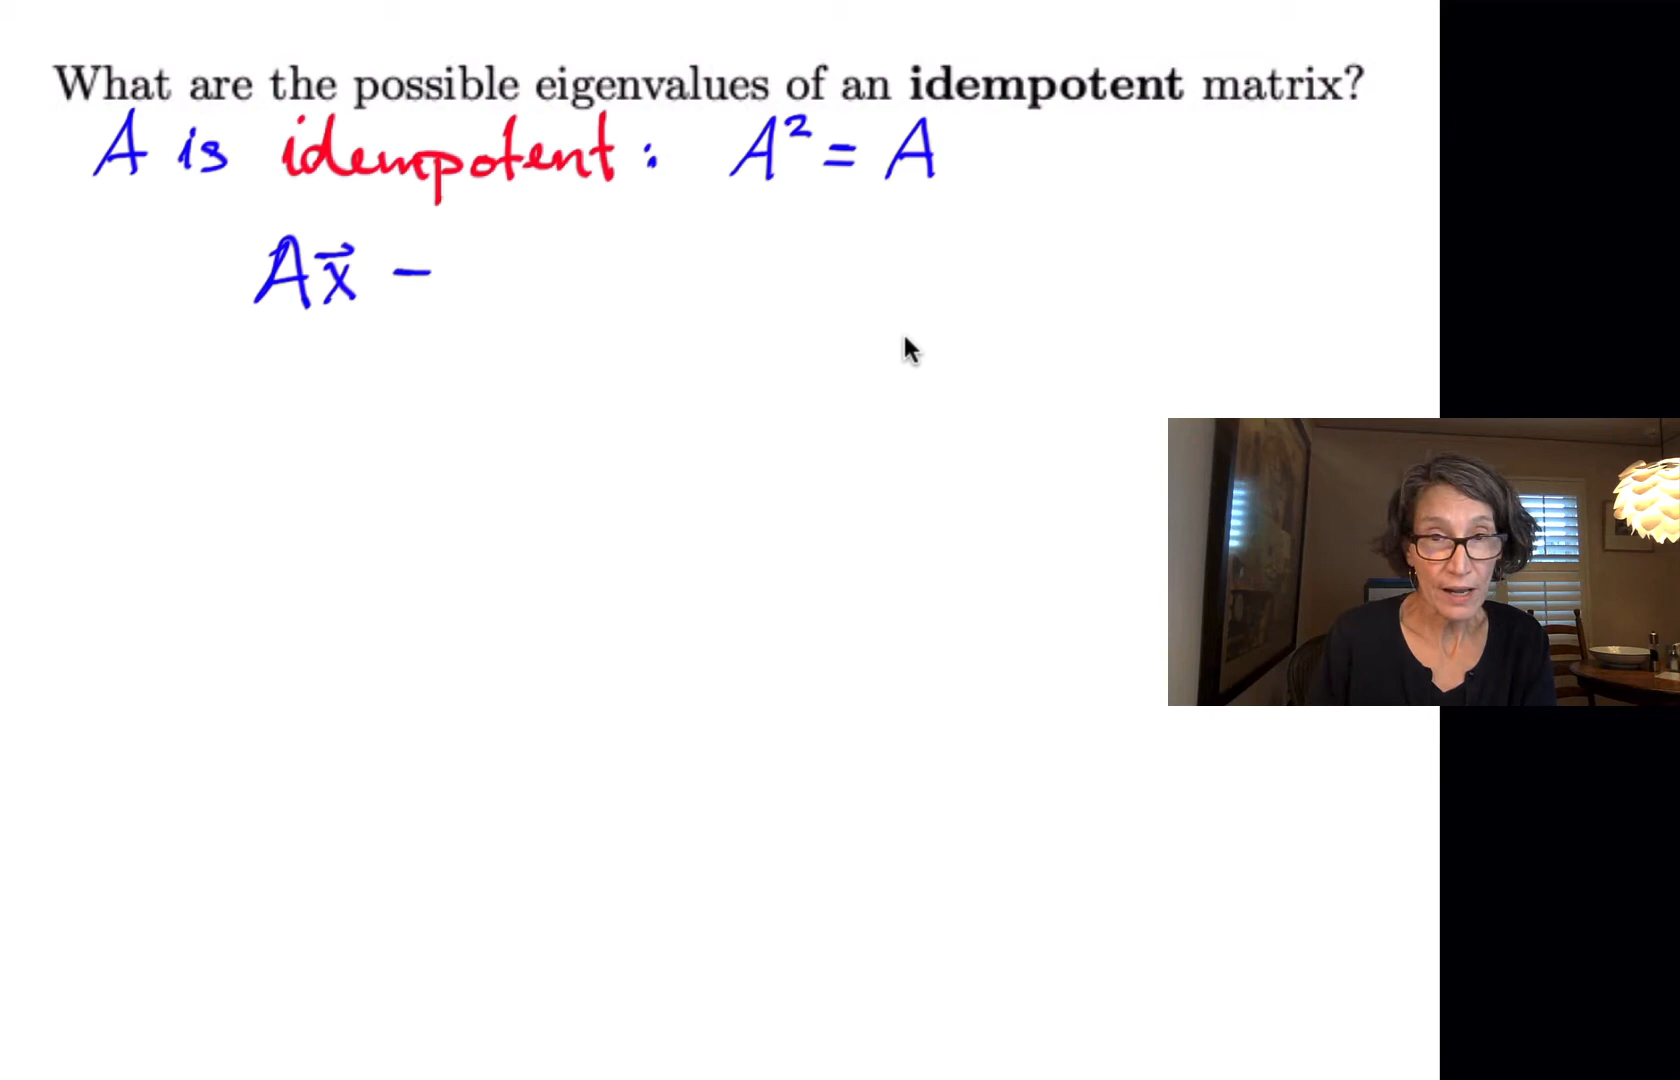 What are the possible eigenvalues of an idempotent matrix?
A is idempotent : A² = A
Ax⃗ −